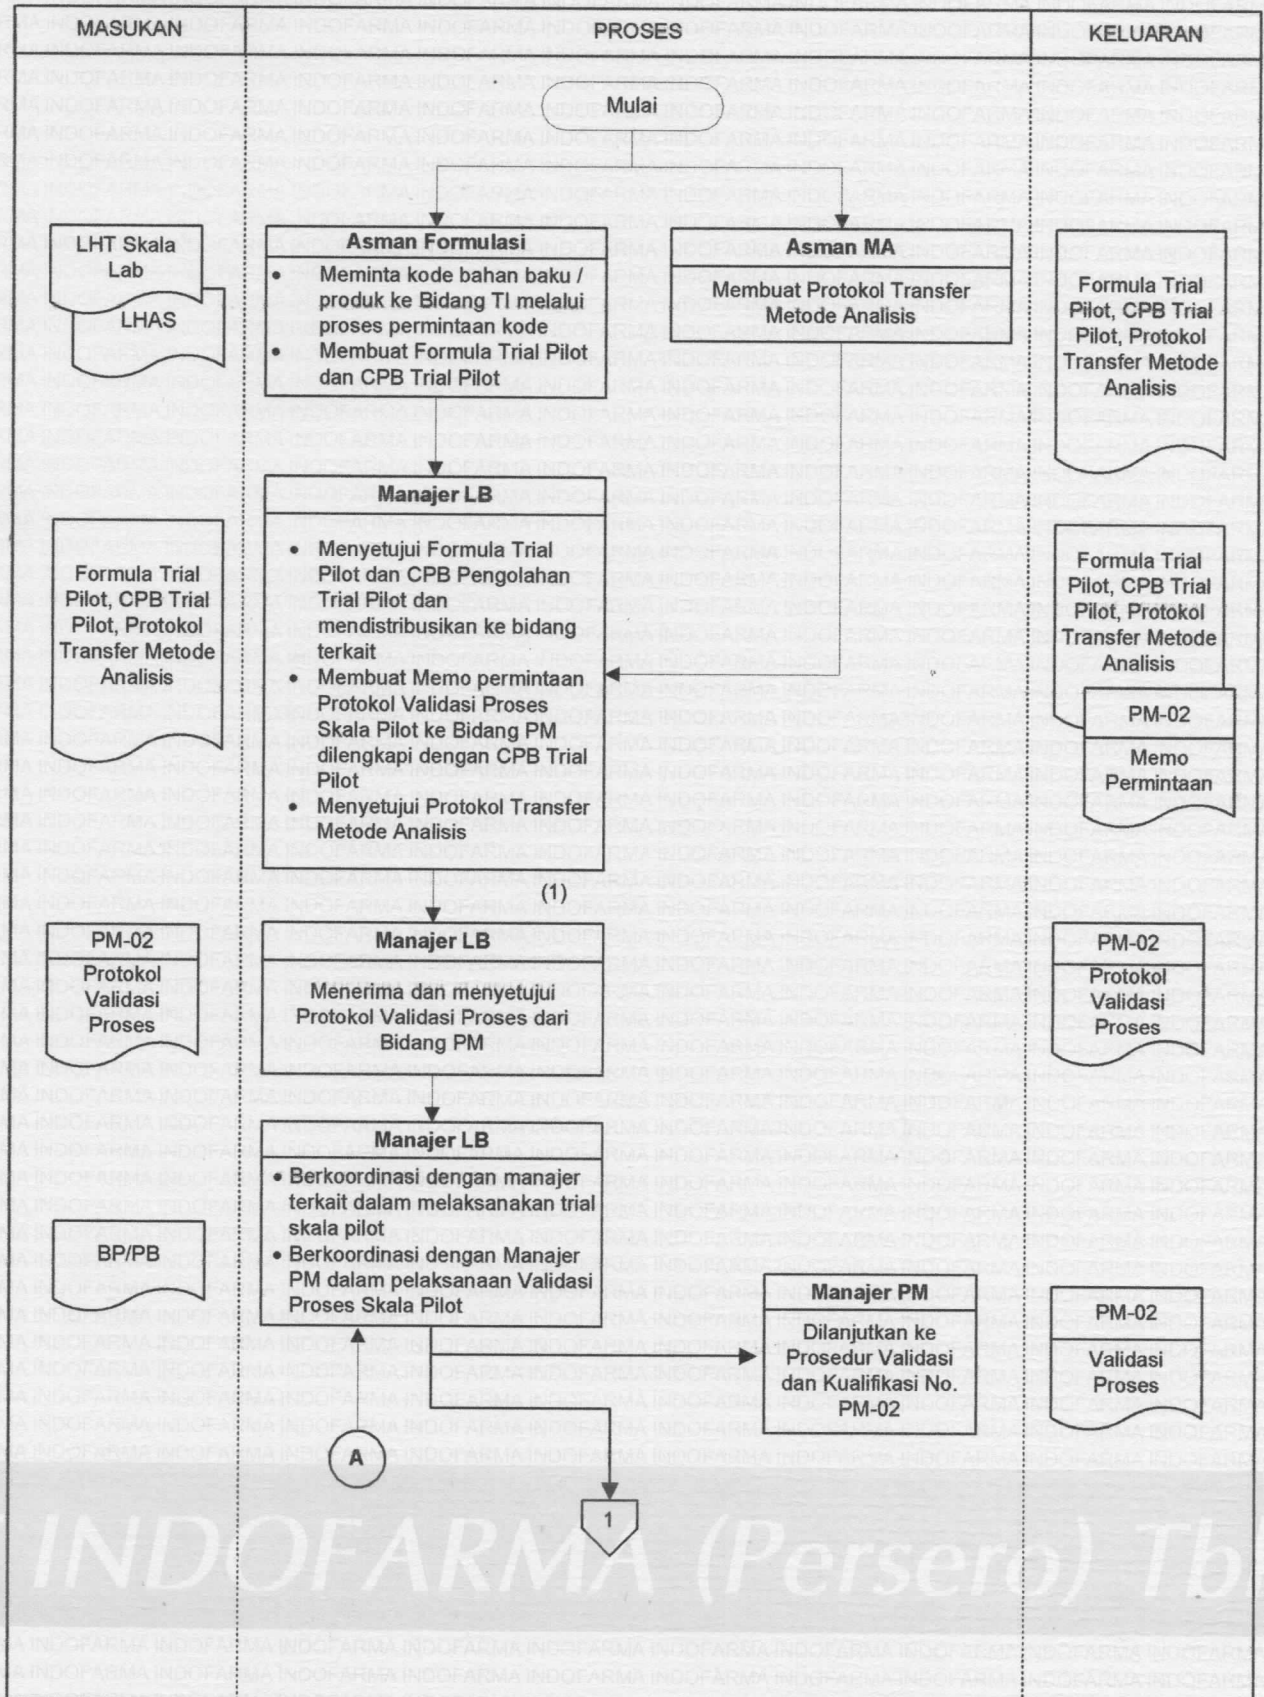 MASUKAN
PROSES
KELUARAN
Mulai
LHT Skala
Lab
LHAS
Asman Formulasi
• Meminta kode bahan baku /
produk ke Bidang TI melalui
proses permintaan kode
• Membuat Formula Trial Pilot
dan CPB Trial Pilot
Asman MA
Membuat Protokol Transfer
Metode Analisis
Formula Trial
Pilot, CPB Trial
Pilot, Protokol
Transfer Metode
Analisis
Formula Trial
Pilot, CPB Trial
Pilot, Protokol
Transfer Metode
Analisis
Manajer LB
• Menyetujui Formula Trial
Pilot dan CPB Pengolahan
Trial Pilot dan
mendistribusikan ke bidang
terkait
• Membuat Memo permintaan
Protokol Validasi Proses
Skala Pilot ke Bidang PM
dilengkapi dengan CPB Trial
Pilot
• Menyetujui Protokol Transfer
Metode Analisis
Formula Trial
Pilot, CPB Trial
Pilot, Protokol
Transfer Metode
Analisis
PM-02
Memo
Permintaan
(1)
PM-02
Protokol
Validasi
Proses
Manajer LB
Menerima dan menyetujui
Protokol Validasi Proses dari
Bidang PM
PM-02
Protokol
Validasi
Proses
BP/PB
Manajer LB
• Berkoordinasi dengan manajer
terkait dalam melaksanakan trial
skala pilot
• Berkoordinasi dengan Manajer
PM dalam pelaksanaan Validasi
Proses Skala Pilot
Manajer PM
Dilanjutkan ke
Prosedur Validasi
dan Kualifikasi No.
PM-02
PM-02
Validasi
Proses
A
1
INDOFARMA (Persero) Tb